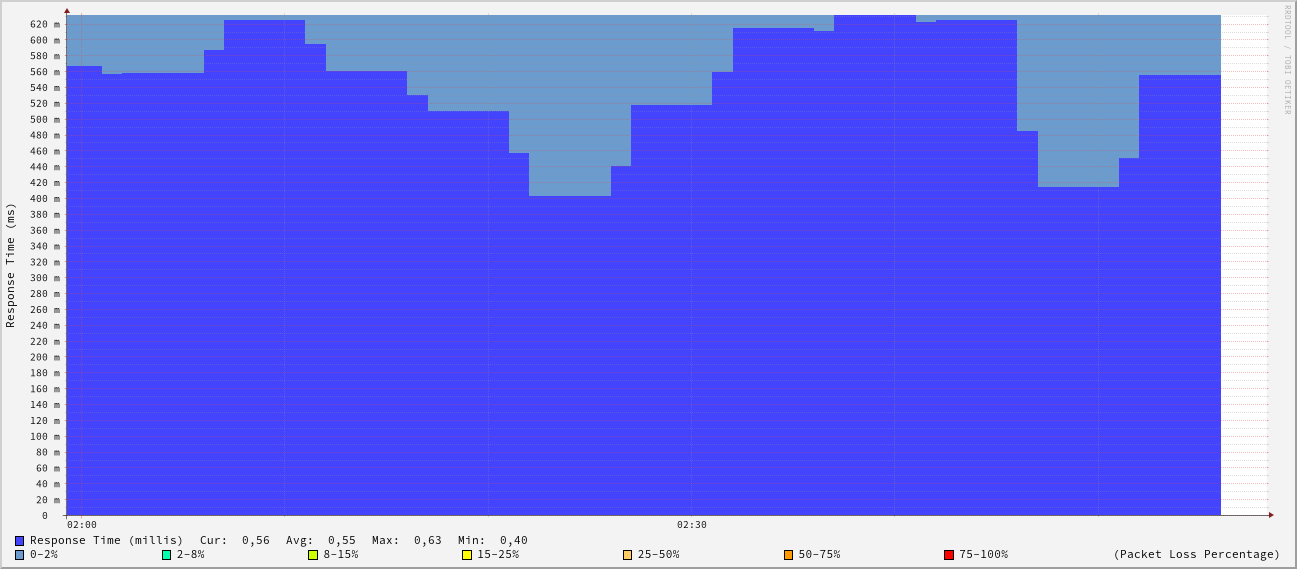 RRDTOOL / TOBI OETIKER
Response Time (ms)
620 m
600 m
580 m
560 m
540 m
520 m
500 m
480 m
460 m
440 m
420 m
400 m
380 m
360 m
340 m
320 m
300 m
280 m
260 m
240 m
220 m
200 m
180 m
160 m
140 m
120 m
100 m
80 m
60 m
40 m
20 m
0
02:00 02:30
Response Time (millis) Cur: 0,56 Avg: 0,55 Max: 0,63 Min: 0,40
0-2% 2-8% 8-15% 15-25% 25-50% 50-75% 75-100% (Packet Loss Percentage)